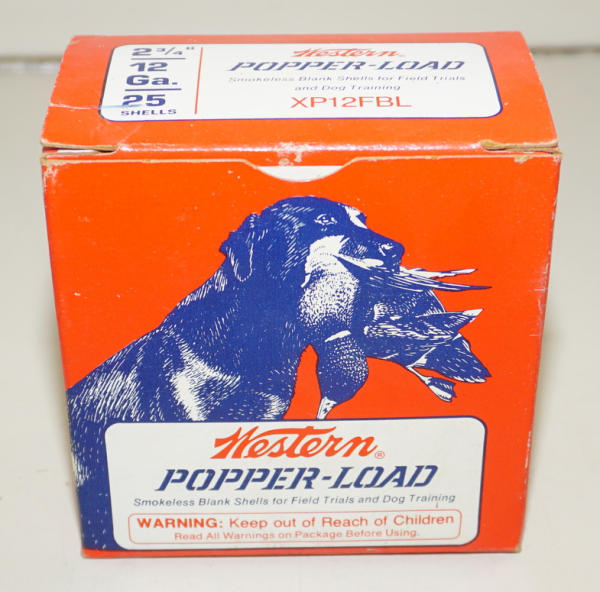 2 3/4"
12
Ga.
25
SHELLS
Western
POPPER-LOAD
Smokeless Blank Shells for Field Trials
and Dog Training
XP12FBL
Western®
POPPER-LOAD
Smokeless Blank Shells for Field Trials and Dog Training
WARNING: Keep out of Reach of Children
Read All Warnings on Package Before Using.